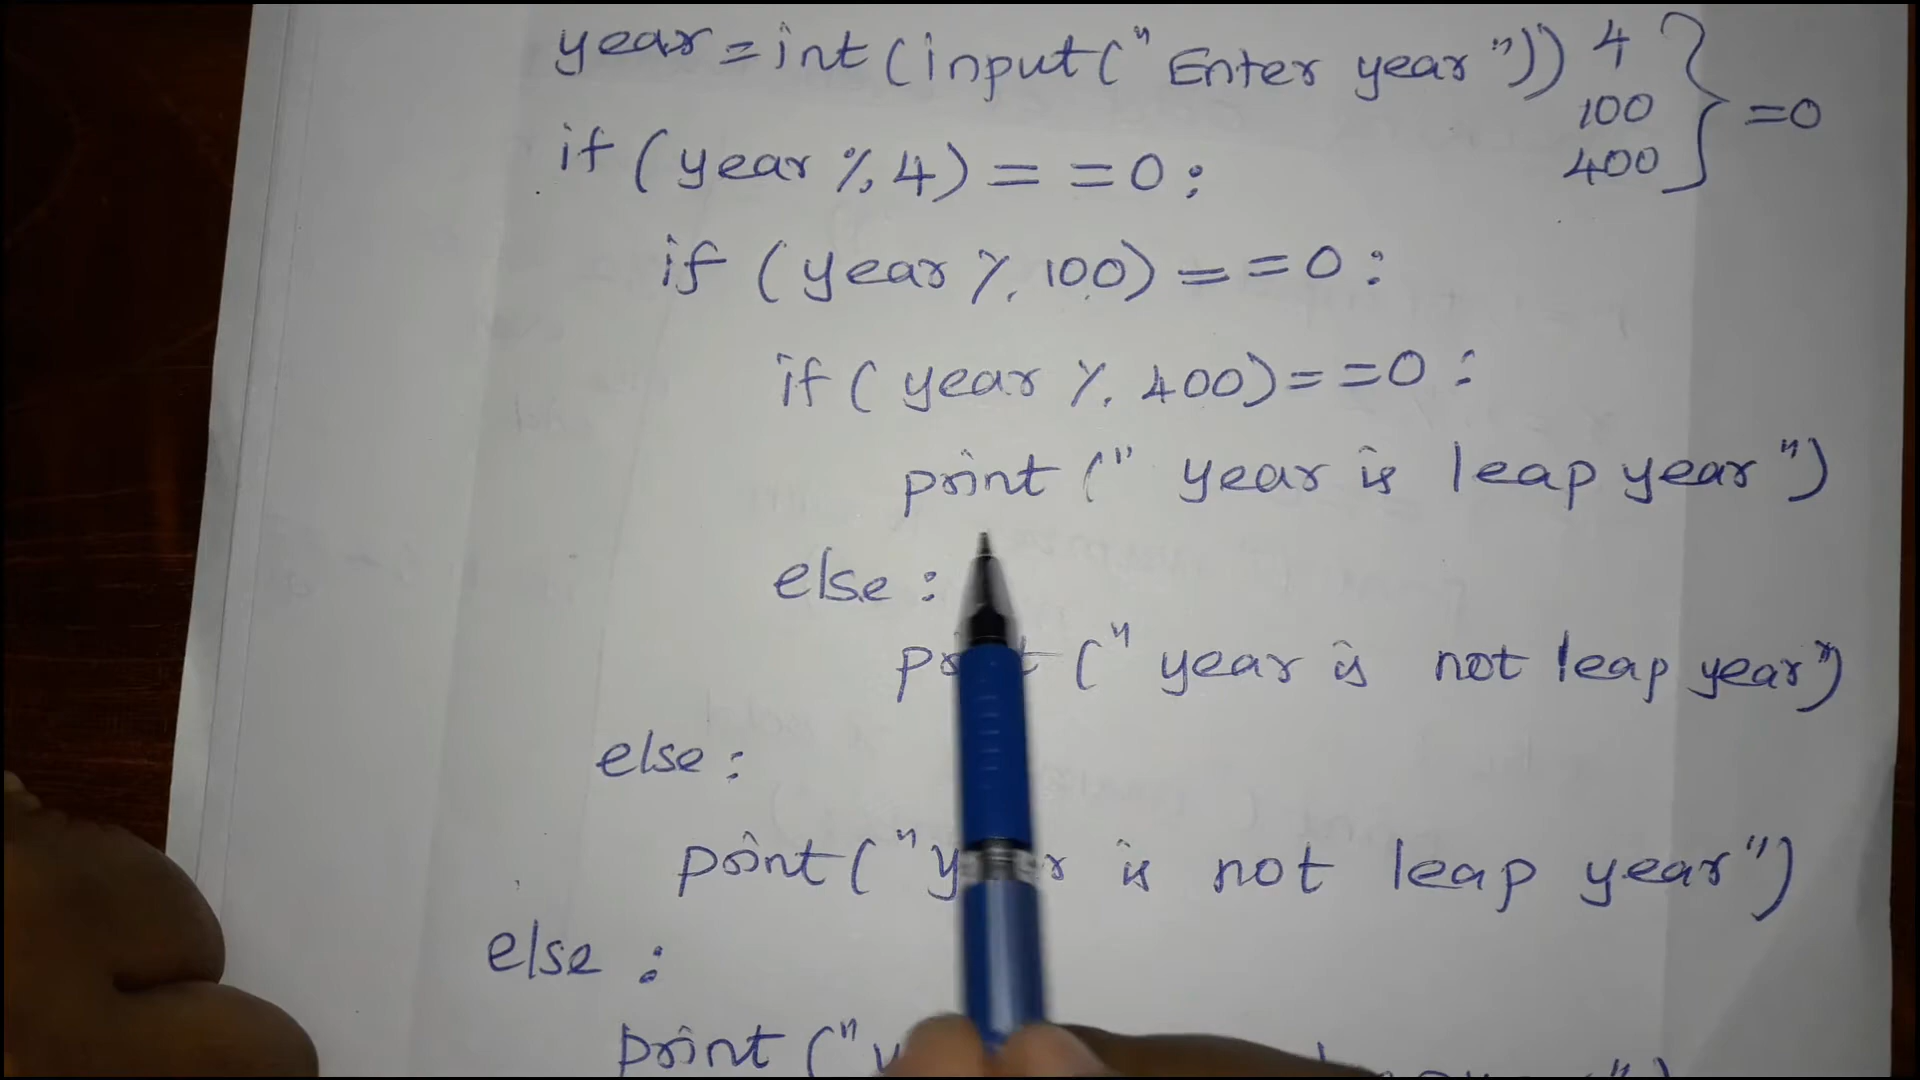 year=int(input("Enter year")) 4
100 } =0
400
if (year % 4) = =0:
if (year % 100) = =0:
if ( year % 400) = =0 :
print (" year is leap year")
else :
print (" year is not leap year")
else :
print ("year is not leap year")
else :
print ("